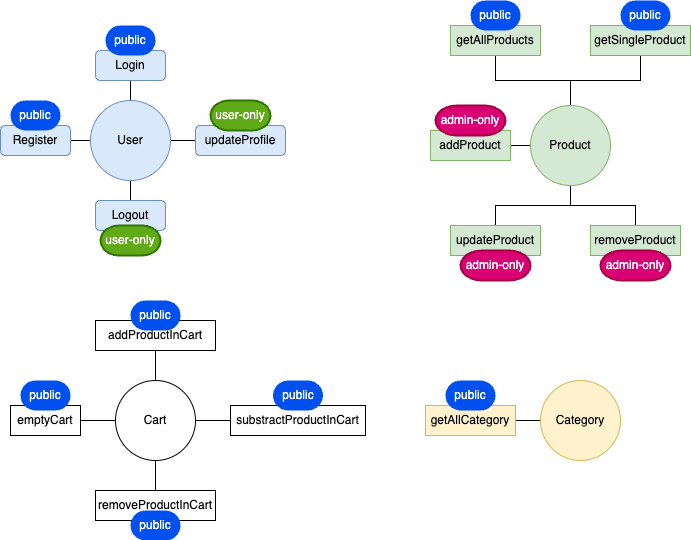 public
Login
public
Register
User
user-only
updateProfile
Logout
user-only
public
getAllProducts
public
getSingleProduct
admin-only
addProduct
Product
updateProduct
admin-only
removeProduct
admin-only
public
addProductInCart
public
emptyCart
Cart
public
substractProductInCart
removeProductInCart
public
public
getAllCategory
Category